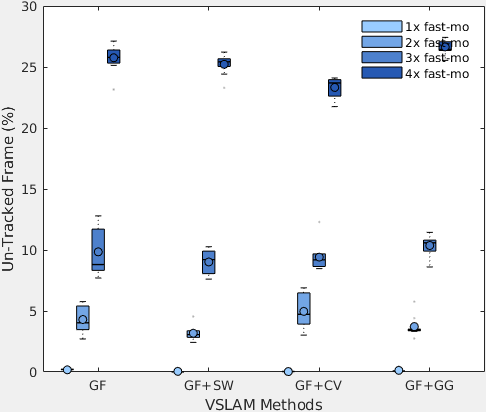 30
25
20
15
10
5
0
Un-Tracked Frame (%)
1x fast-mo
2x fast-mo
3x fast-mo
4x fast-mo
GF
GF+SW
GF+CV
GF+GG
VSLAM Methods